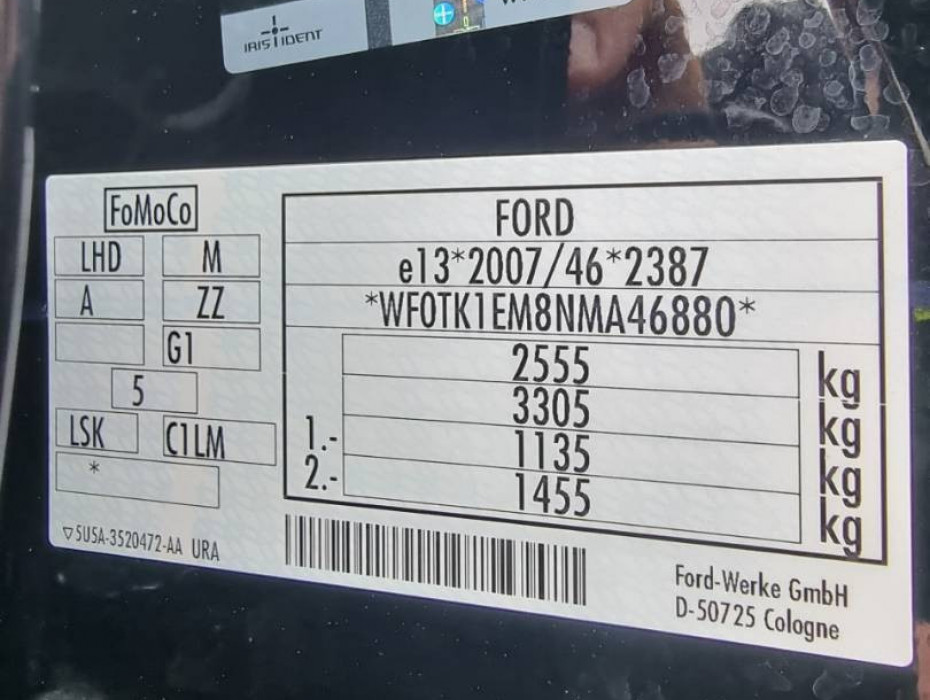 IRIS IDENT
FoMoCo
LHD M
A ZZ
G1
5
LSK C1LM
*
SU5A-3520472-AA URA
FORD
e13*2007/46*2387
*WF0TK1EM8NMA46880*
2555 kg
3305 kg
1.- 1135 kg
2.- 1455 kg
Ford-Werke GmbH
D-50725 Cologne